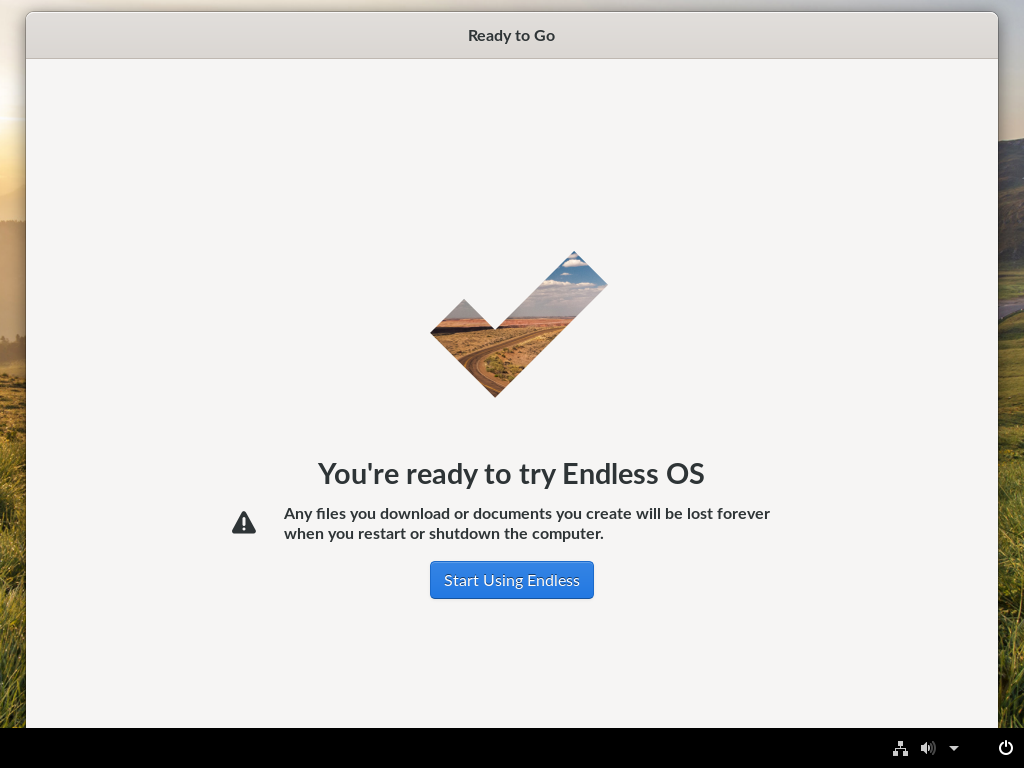 Ready to Go
You're ready to try Endless OS
Any files you download or documents you create will be lost forever
when you restart or shutdown the computer.
Start Using Endless